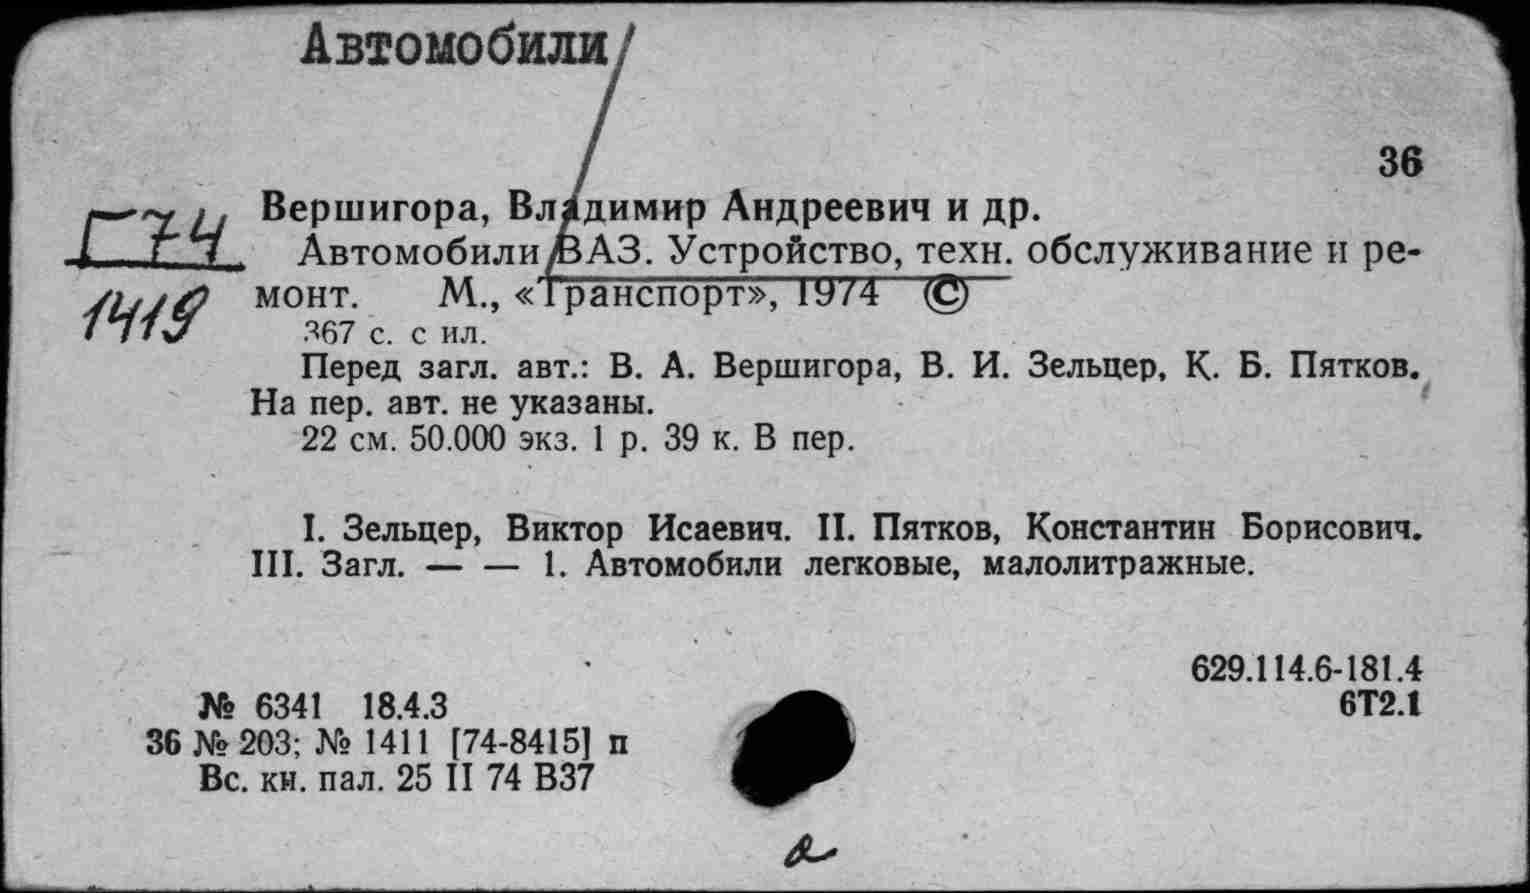 Автомобили/
36
Вершигора, Владимир Андреевич и др.
Г74
Автомобили ВАЗ. Устройство, техн. обслуживание и ре-
1419
монт. М., «Транспорт», 1974 ©
367 с. с ил.
Перед загл. авт.: В. А. Вершигора, В. И. Зельцер, К. Б. Пятков.
На пер. авт. не указаны.
22 см. 50.000 экз. 1 р. 39 к. В пер.
I. Зельцер, Виктор Исаевич. II. Пятков, Константин Борисович.
III. Загл. — — 1. Автомобили легковые, малолитражные.
629.114.6-181.4
№ 6341 18.4.3
6Т2.1
36 № 203; № 1411 [74-8415] п
Вс. кн. пал. 25 II 74 В37
а